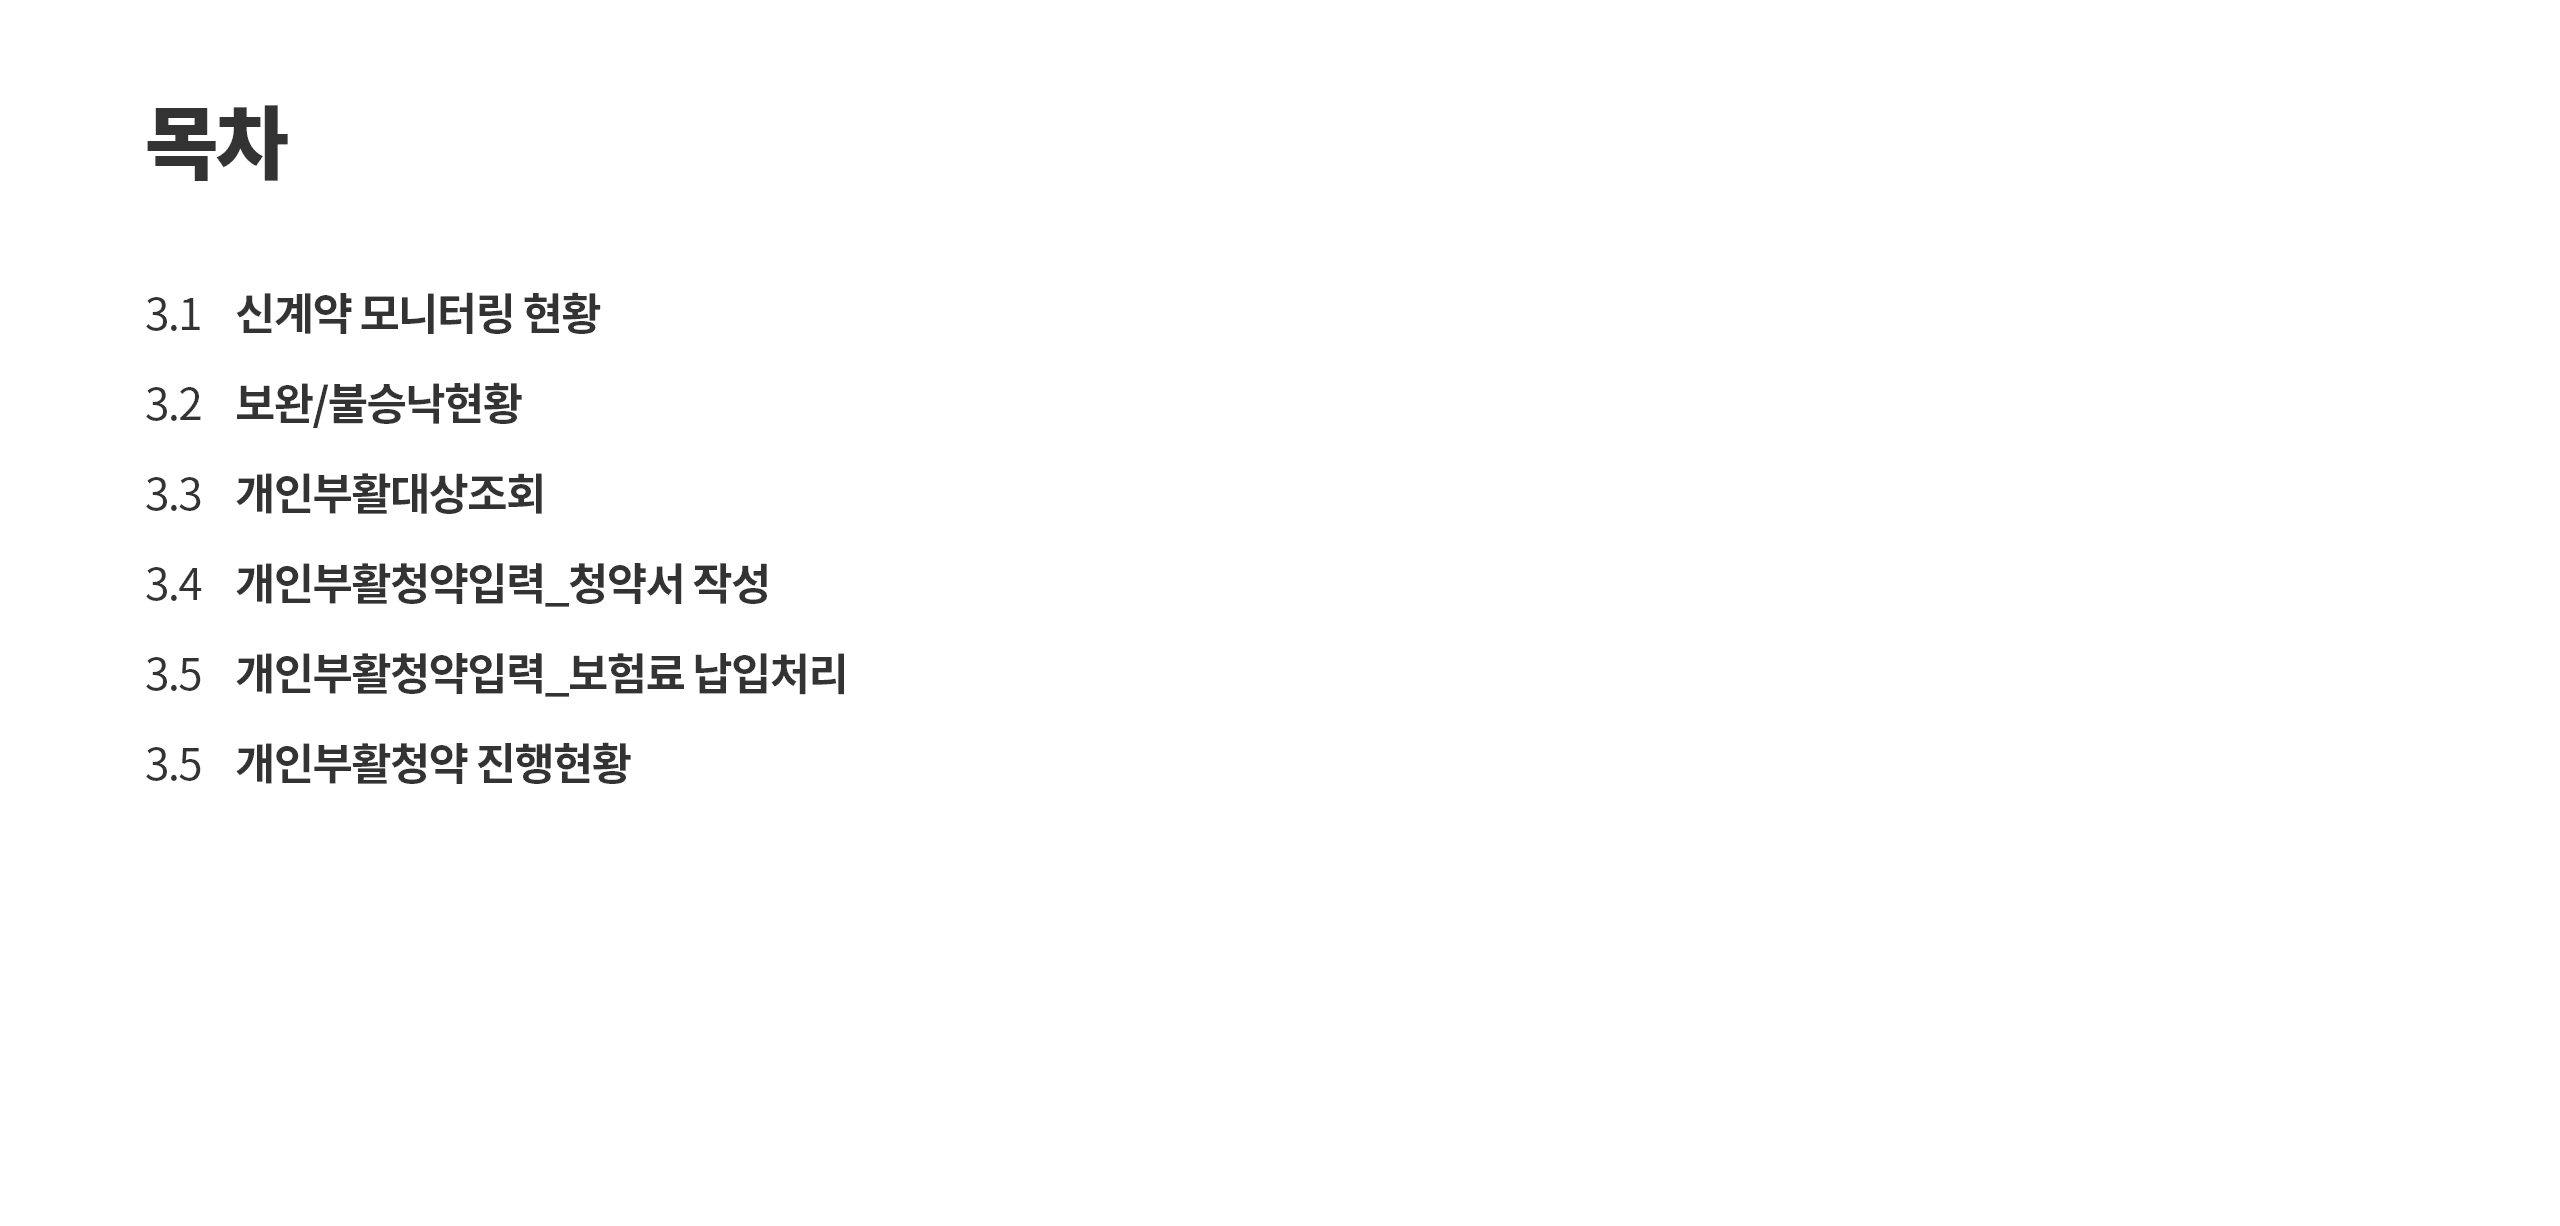 목차
3.1 신계약 모니터링 현황
3.2 보완/불승낙현황
3.3 개인부활대상조회
3.4 개인부활청약입력_청약서 작성
3.5 개인부활청약입력_보험료 납입처리
3.5 개인부활청약 진행현황